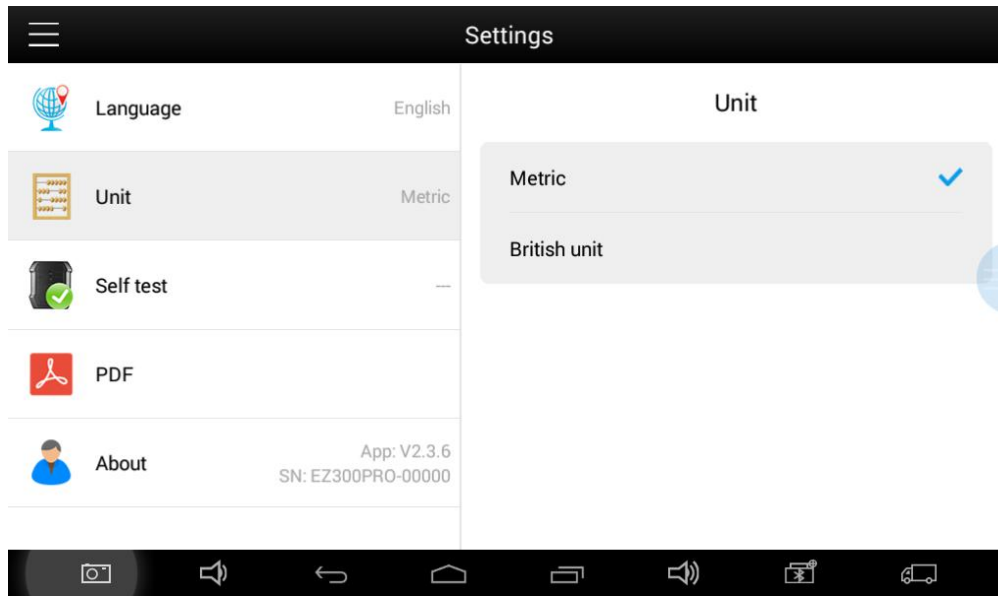 Settings
Language
English
Unit
Metric
Self test
---
PDF
About
App: V2.3.6
SN: EZ300PRO-00000
Unit
Metric
British unit